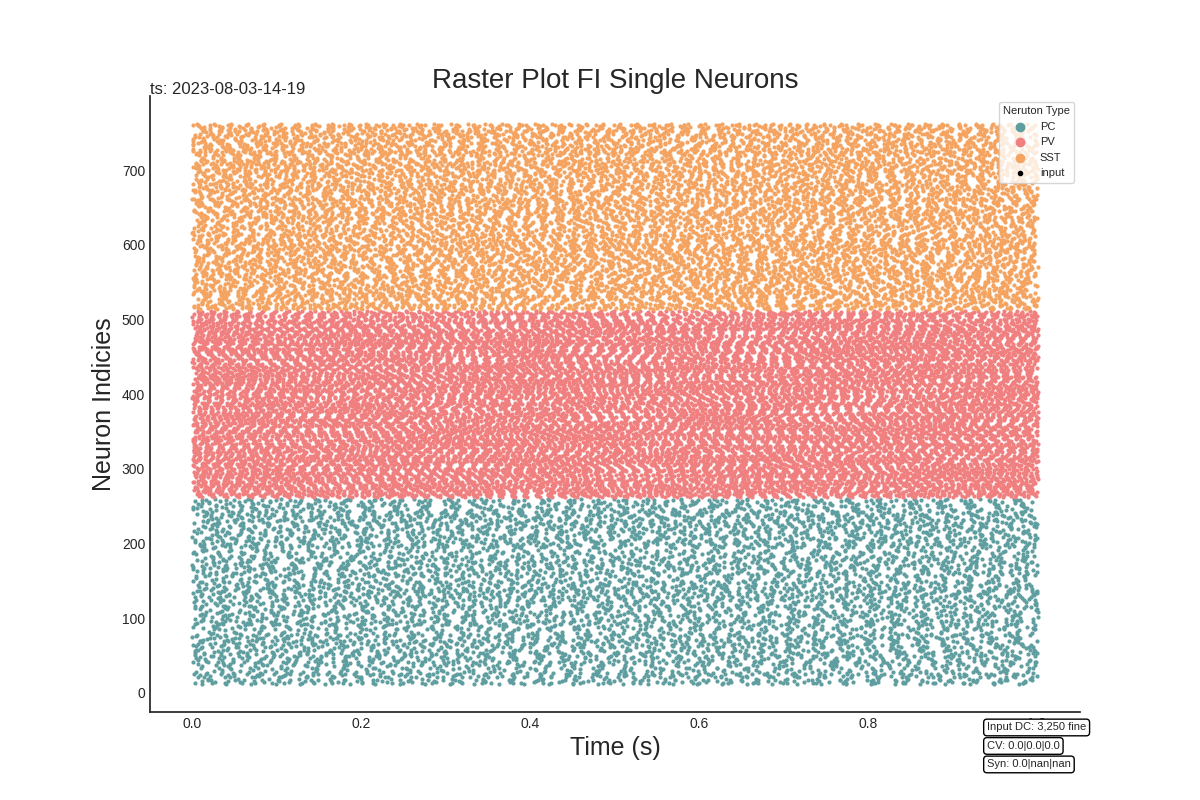 Raster Plot FI Single Neurons
ts: 2023-08-03-14-19
Neruton Type
PC
PV
SST
input
Neuron Indicies
700
600
500
400
300
200
100
0
0.0 0.2 0.4 0.6 0.8
Time (s)
Input DC: 3,250 fine
CV: 0.0|0.0|0.0
Syn: 0.0|nan|nan